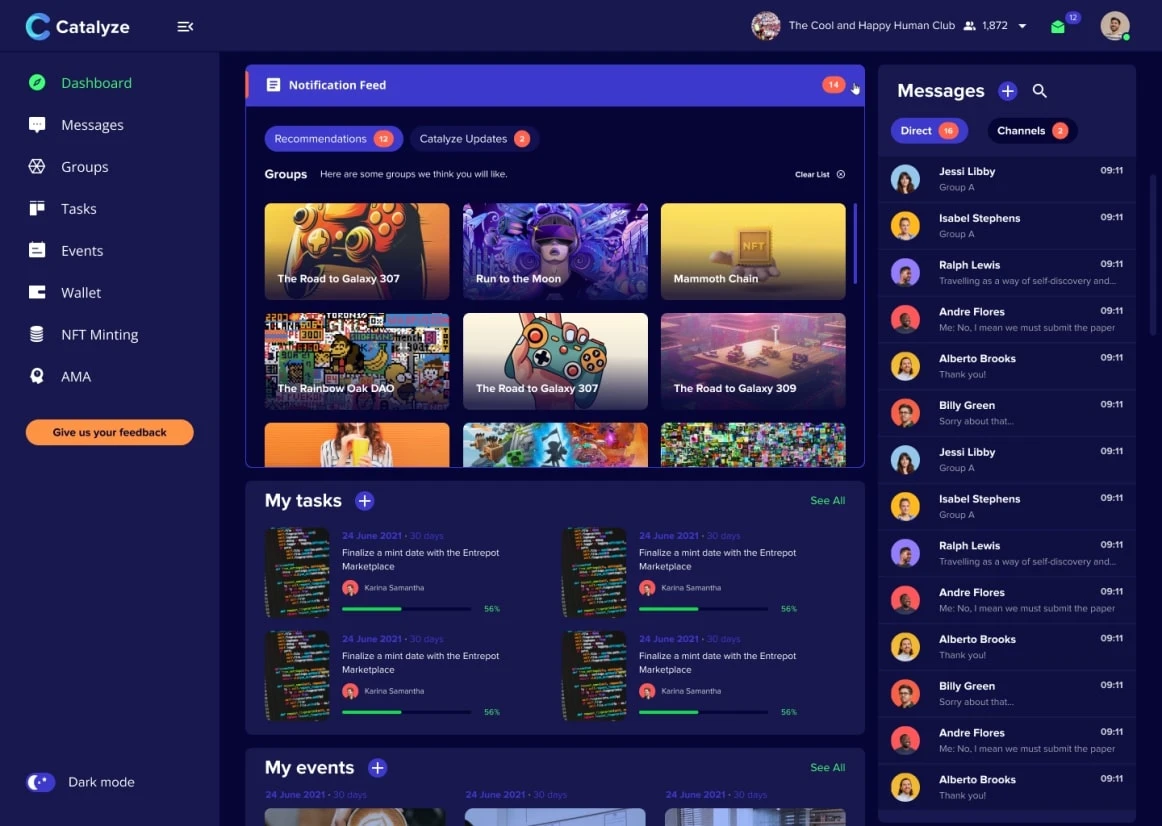 Catalyze
The Cool and Happy Human Club 1,872
12
Dashboard
Messages
Groups
Tasks
Events
Wallet
NFT Minting
AMA
Give us your feedback
Dark mode
Notification Feed 14
Recommendations 12 Catalyze Updates 2
Groups Here are some groups we think you will like. Clear List
The Road to Galaxy 307
Run to the Moon
NFT
Mammoth Chain
The Rainbow Oak DAO
The Road to Galaxy 307
The Road to Galaxy 309
My tasks See All
24 June 2021 • 30 days
Finalize a mint date with the Entrepot
Marketplace
Karina Samantha
56%
24 June 2021 • 30 days
Finalize a mint date with the Entrepot
Marketplace
Karina Samantha
56%
24 June 2021 • 30 days
Finalize a mint date with the Entrepot
Marketplace
Karina Samantha
56%
24 June 2021 • 30 days
Finalize a mint date with the Entrepot
Marketplace
Karina Samantha
56%
My events See All
24 June 2021 • 30 days
24 June 2021 • 30 days
24 June 2021 • 30 days
Messages
Direct 16 Channels 2
Jessi Libby 09:11
Group A
Isabel Stephens 09:11
Group A
Ralph Lewis 09:11
Travelling as a way of self-discovery and...
Andre Flores 09:11
Me: No, I mean we must submit the paper
Alberto Brooks 09:11
Thank you!
Billy Green 09:11
Sorry about that...
Jessi Libby 09:11
Group A
Isabel Stephens 09:11
Group A
Ralph Lewis 09:11
Travelling as a way of self-discovery and...
Andre Flores 09:11
Me: No, I mean we must submit the paper
Alberto Brooks 09:11
Thank you!
Billy Green 09:11
Sorry about that...
Andre Flores 09:11
Me: No, I mean we must submit the paper
Alberto Brooks 09:11
Thank you!